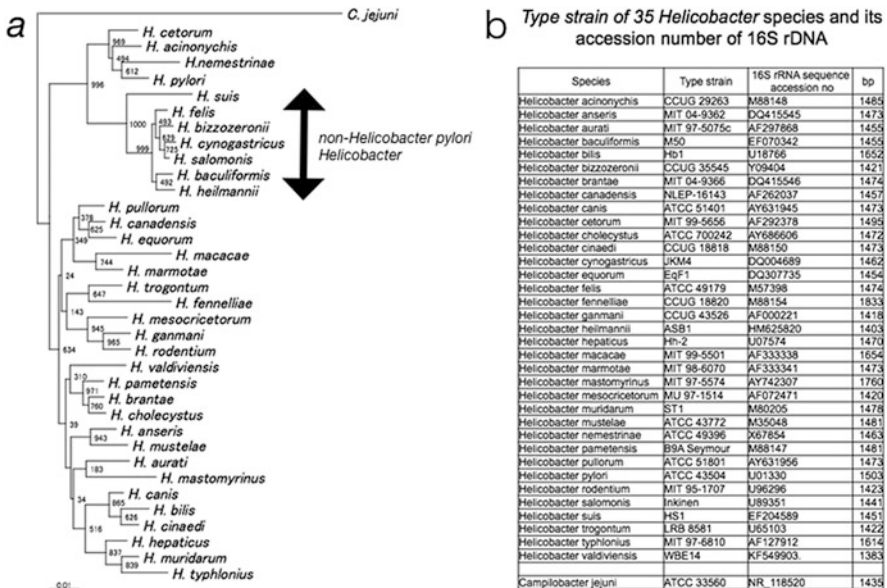 a
C. jejuni
H. cetorum
969
H. acinonychis
494
H.nemestrinae
612
H. pylori
996
H. suis
1000
H. felis
493
H. bizzozeronii
629
H. cynogastricus
725
H. salomonis
999
H. baculiformis
492
H. heilmannii
non-Helicobacter pylori
Helicobacter
H. pullorum
378
H. canadensis
625
H. equorum
349
H. macacae
744
H. marmotae
24
H. trogontum
647
H. fennelliae
143
H. mesocricetorum
945
H. ganmani
965
H. rodentium
634
H. valdiviensis
310
H. pametensis
971
H. brantae
760
H. cholecystus
39
H. anseris
943
H. mustelae
H. aurati
183
H. mastomyrinus
34
H. canis
865
H. bilis
626
H. cinaedi
516
H. hepaticus
837
H. muridarum
839
H. typhlonius
0.01
b
Type strain of 35 Helicobacter species and its
accession number of 16S rDNA
Species Type strain 16S rRNA sequence accession no bp
Helicobacter acinonychis CCUG 29263 M88148 1485
Helicobacter anseris MIT 04-9362 DQ415545 1473
Helicobacter aurati MIT 97-5075c AF297868 1455
Helicobacter baculiformis M50 EF070342 1455
Helicobacter bilis Hb1 U18766 1652
Helicobacter bizzozeronii CCUG 35545 Y09404 1421
Helicobacter brantae MIT 04-9366 DQ415546 1474
Helicobacter canadensis NLEP-16143 AF262037 1457
Helicobacter canis ATCC 51401 AY631945 1473
Helicobacter cetorum MIT 99-5656 AF292378 1495
Helicobacter cholecystus ATCC 700242 AY686606 1472
Helicobacter cinaedi CCUG 18818 M88150 1473
Helicobacter cynogastricus JKM4 DQ004689 1462
Helicobacter equorum EqF1 DQ307735 1454
Helicobacter felis ATCC 49179 M57398 1474
Helicobacter fennelliae CCUG 18820 M88154 1833
Helicobacter ganmani CCUG 43526 AF000221 1418
Helicobacter heilmannii ASB1 HM625820 1403
Helicobacter hepaticus Hh-2 U07574 1470
Helicobacter macacae MIT 99-5501 AF333338 1654
Helicobacter marmotae MIT 98-6070 AF333341 1473
Helicobacter mastomyrinus MIT 97-5574 AY742307 1760
Helicobacter mesocricetorum MU 97-1514 AF072471 1420
Helicobacter muridarum ST1 M80205 1478
Helicobacter mustelae ATCC 43772 M35048 1481
Helicobacter nemestrinae ATCC 49396 X67854 1463
Helicobacter pametensis B9A Seymour M88147 1481
Helicobacter pullorum ATCC 51801 AY631956 1473
Helicobacter pylori ATCC 43504 U01330 1503
Helicobacter rodentium MIT 95-1707 U96296 1423
Helicobacter salomonis Inkinen U89351 1441
Helicobacter suis HS1 EF204589 1451
Helicobacter trogontum LRB 8581 U65103 1422
Helicobacter typhlonius MIT 97-6810 AF127912 1614
Helicobacter valdiviensis WBE14 KF549903. 1383
Campilobacter jejuni ATCC 33560 NR_118520 1435